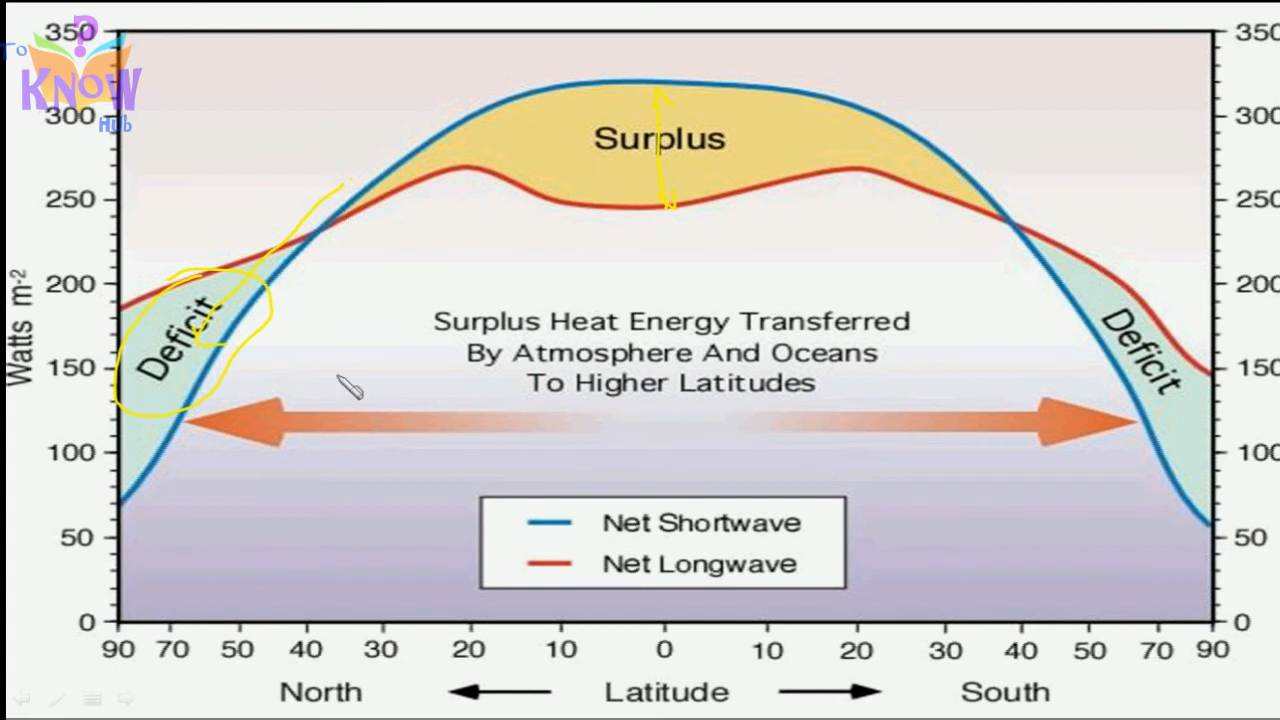 To
?
KNOW
Hub
350
300
250
200
150
100
50
0
Watts m-2
350
300
250
200
150
100
50
0
Surplus
Deficit
Deficit
Surplus Heat Energy Transferred
By Atmosphere And Oceans
To Higher Latitudes
Net Shortwave
Net Longwave
90 70 50 40 30 20 10 0 10 20 30 40 50 70 90
North Latitude South